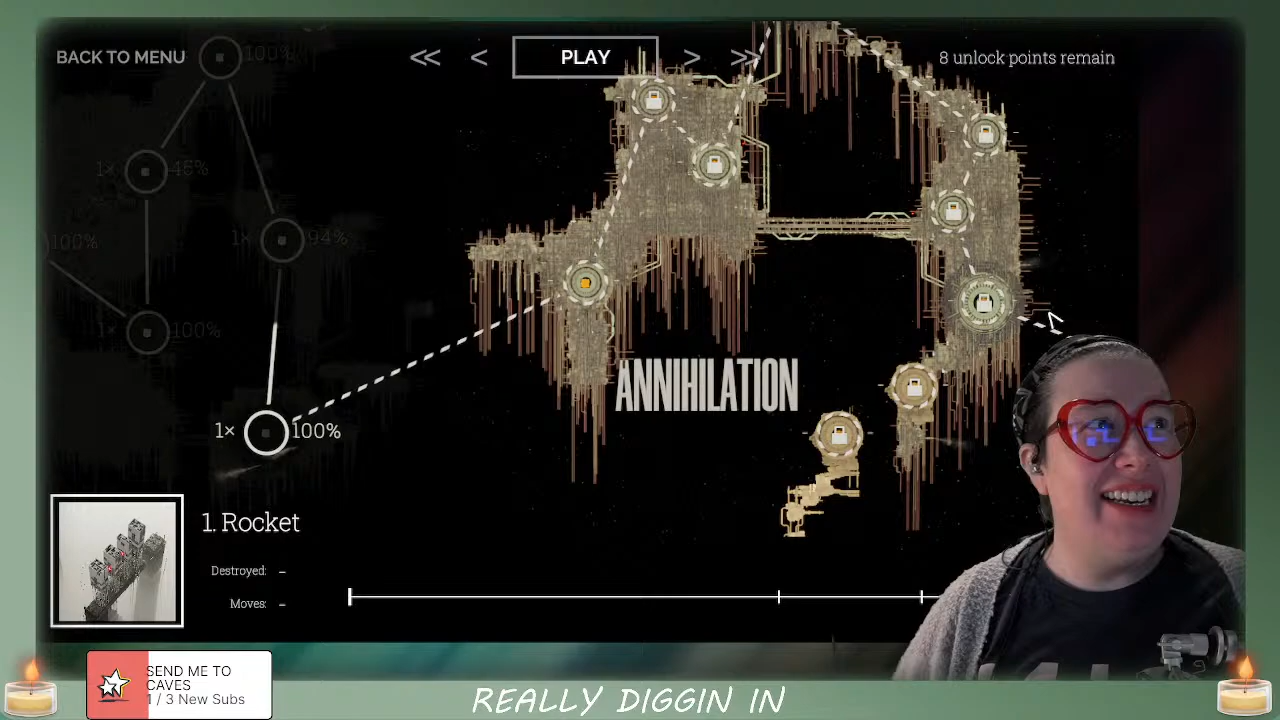 BACK TO MENU
100%
<<
<
PLAY
>
>>
8 unlock points remain
1× 45%
100%
1× 94%
1× 100%
ANNIHILATION
1× 100%
1. Rocket
Destroyed: –
Moves: –
SEND ME TO
CAVES
1 / 3 New Subs
REALLY DIGGIN IN